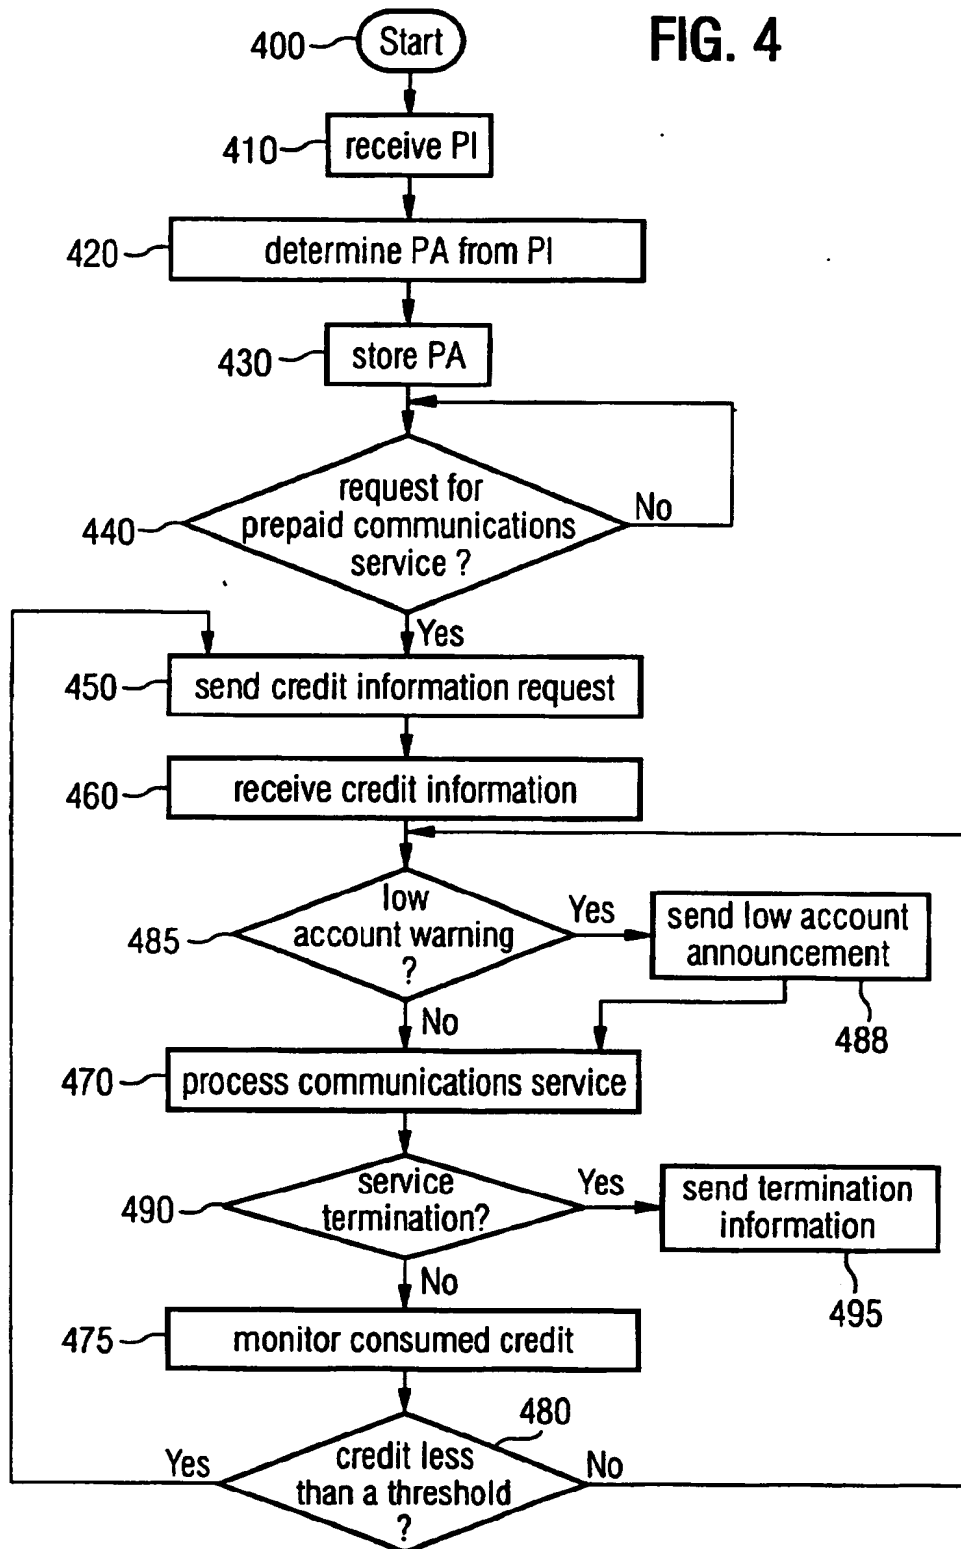 FIG. 4
400
Start
410
receive PI
420
determine PA from PI
430
store PA
440
request for
prepaid communications
service ?
No
Yes
450
send credit information request
460
receive credit information
485
low
account warning
?
Yes
send low account
announcement
488
No
470
process communications service
490
service
termination?
Yes
send termination
information
495
No
475
monitor consumed credit
480
Yes
credit less
than a threshold
?
No